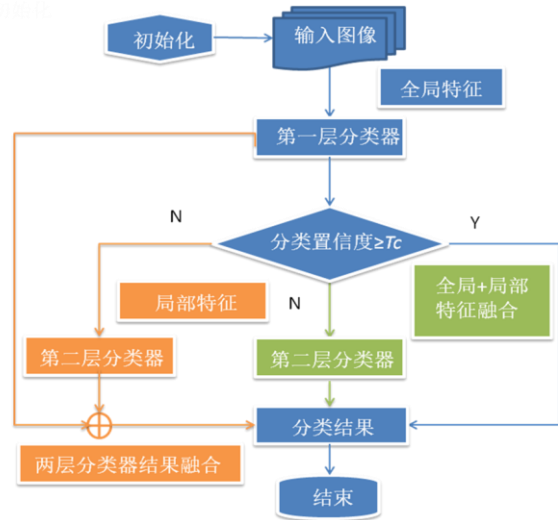 初始化
输入图像
全局特征
第一层分类器
N
Y
分类置信度≥Tc
局部特征
N
全局+局部
特征融合
第二层分类器
第二层分类器
分类结果
两层分类器结果融合
结束